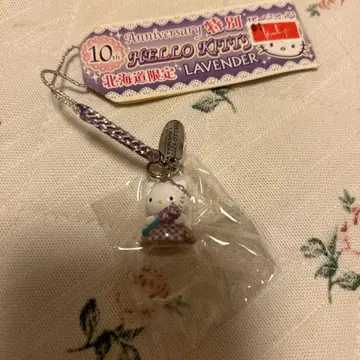 10th Anniversary 特別
HELLO KITTY
北海道限定 LAVENDER